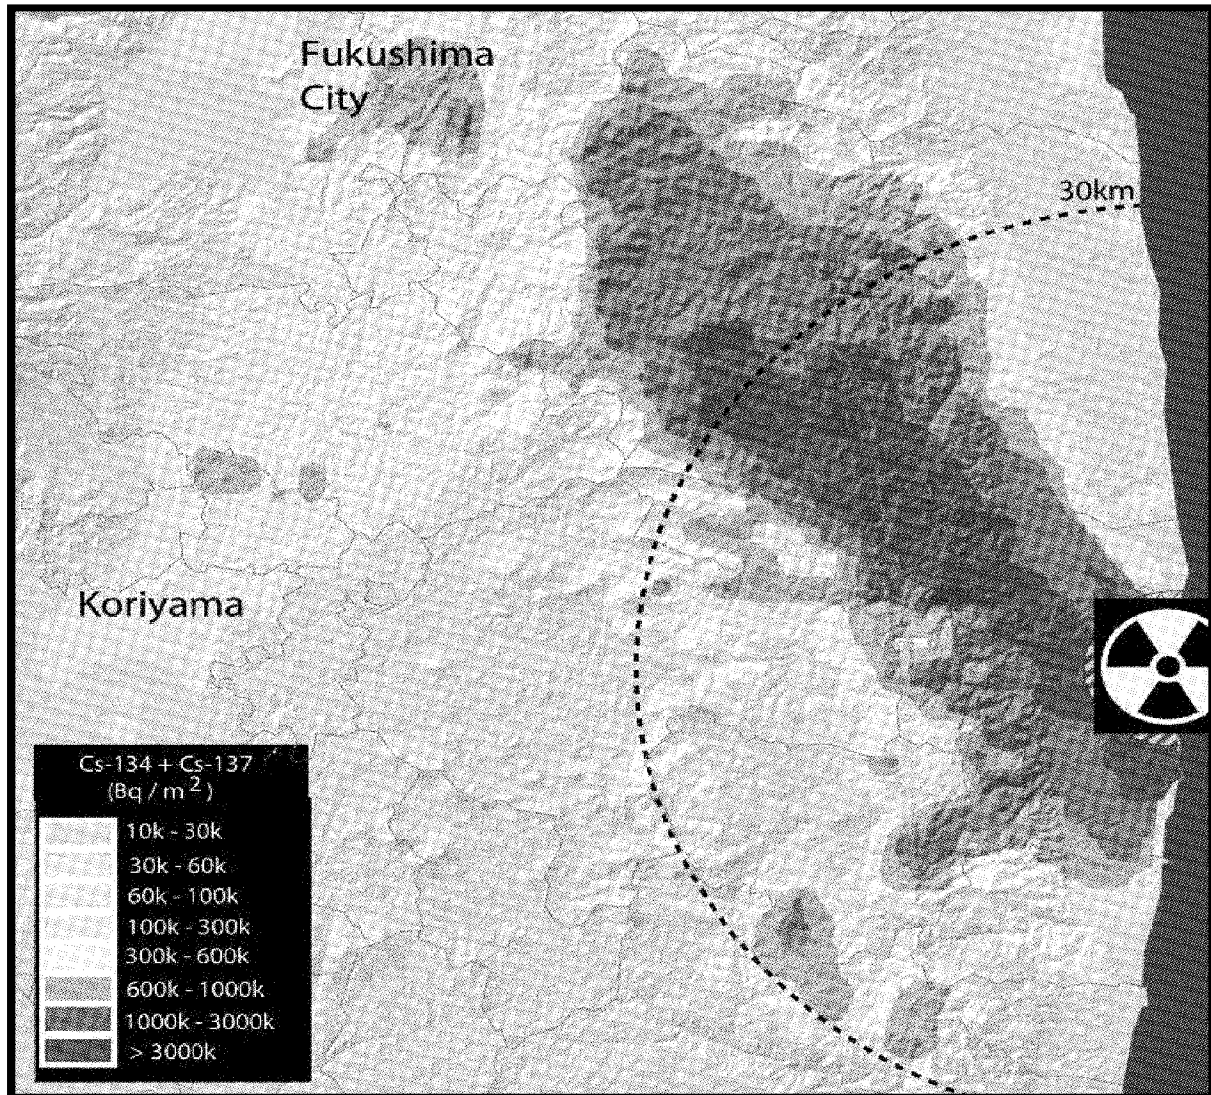 Fukushima
City
30km
Koriyama
Cs-134 + Cs-137
(Bq / m²)
10k - 30k
30k - 60k
60k - 100k
100k - 300k
300k - 600k
600k - 1000k
1000k - 3000k
> 3000k